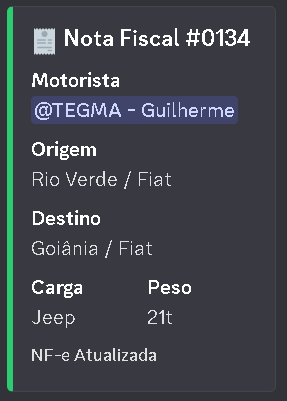 Nota Fiscal #0134
Motorista
@TEGMA - Guilherme
Origem
Rio Verde / Fiat
Destino
Goiânia / Fiat
Carga Peso
Jeep 21t
NF-e Atualizada